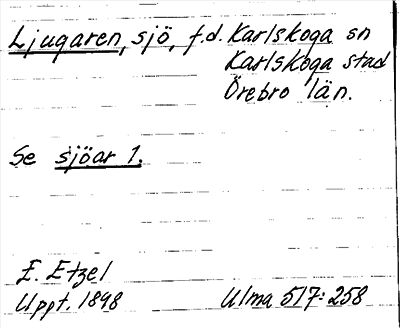 Ljugaren, sjö, f.d. Karlskoga sn
Karlskoga stad
Örebro län.
Se sjöar 1.
E. Etzel
Uppt. 1898
Ulma 517:258